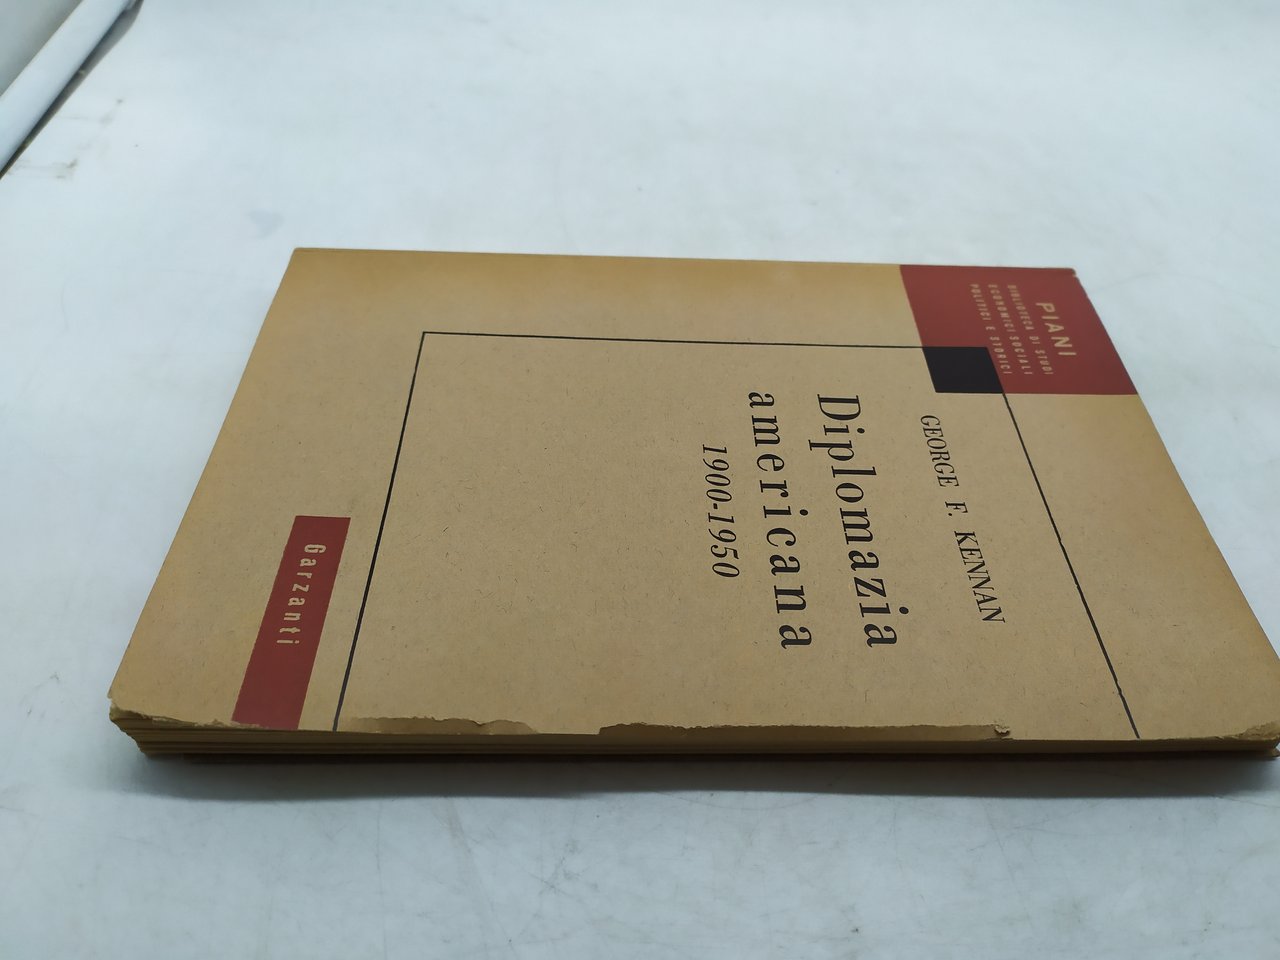 PIANI
BIBLIOTECA DI STUDI
ECONOMICI SOCIALI
POLITICI E STORICI
GEORGE F. KENNAN
Diplomazia
americana
1900-1950
Garzanti